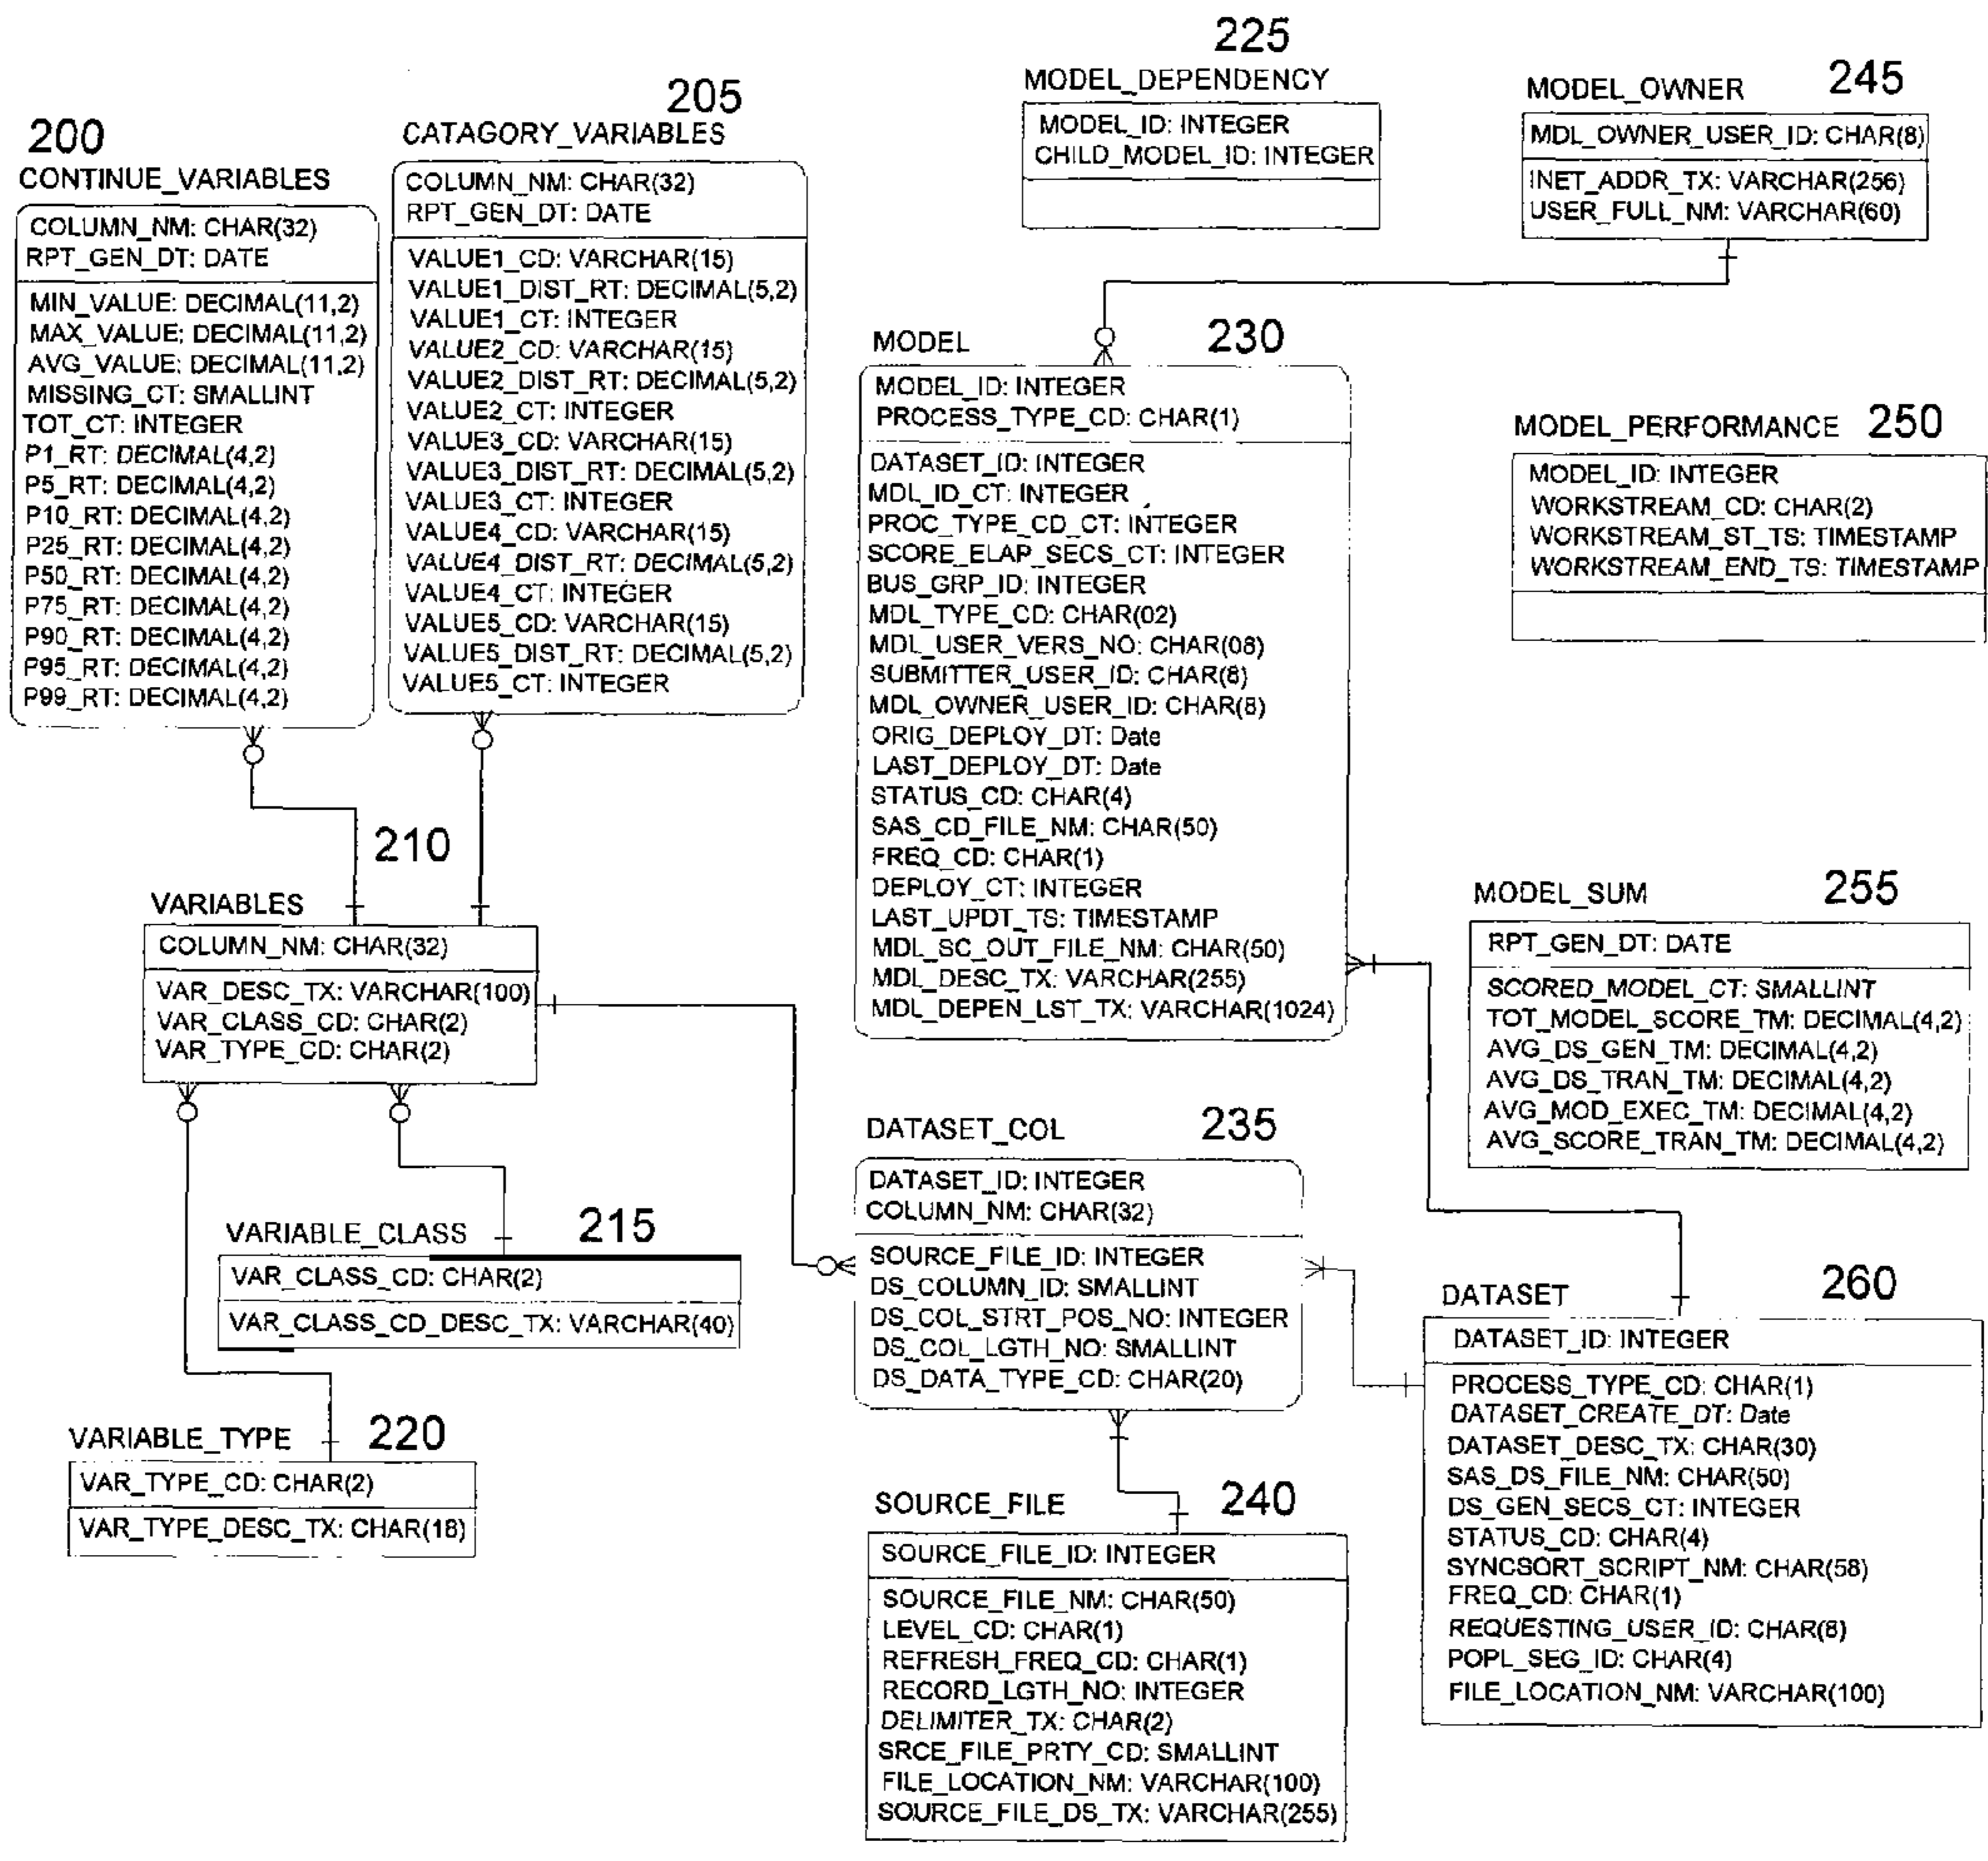 200
CONTINUE_VARIABLES
COLUMN_NM: CHAR(32)
RPT_GEN_DT: DATE
MIN_VALUE: DECIMAL(11,2)
MAX_VALUE: DECIMAL(11,2)
AVG_VALUE: DECIMAL(11,2)
MISSING_CT: SMALLINT
TOT_CT: INTEGER
P1_RT: DECIMAL(4,2)
P5_RT: DECIMAL(4,2)
P10_RT: DECIMAL(4,2)
P25_RT: DECIMAL(4,2)
P50_RT: DECIMAL(4,2)
P75_RT: DECIMAL(4,2)
P90_RT: DECIMAL(4,2)
P95_RT: DECIMAL(4,2)
P99_RT: DECIMAL(4,2)
205
CATAGORY_VARIABLES
COLUMN_NM: CHAR(32)
RPT_GEN_DT: DATE
VALUE1_CD: VARCHAR(15)
VALUE1_DIST_RT: DECIMAL(5,2)
VALUE1_CT: INTEGER
VALUE2_CD: VARCHAR(15)
VALUE2_DIST_RT: DECIMAL(5,2)
VALUE2_CT: INTEGER
VALUE3_CD: VARCHAR(15)
VALUE3_DIST_RT: DECIMAL(5,2)
VALUE3_CT: INTEGER
VALUE4_CD: VARCHAR(15)
VALUE4_DIST_RT: DECIMAL(5,2)
VALUE4_CT: INTEGER
VALUE5_CD: VARCHAR(15)
VALUE5_DIST_RT: DECIMAL(5,2)
VALUE5_CT: INTEGER
210
VARIABLES
COLUMN_NM: CHAR(32)
VAR_DESC_TX: VARCHAR(100)
VAR_CLASS_CD: CHAR(2)
VAR_TYPE_CD: CHAR(2)
VARIABLE_CLASS 215
VAR_CLASS_CD: CHAR(2)
VAR_CLASS_CD_DESC_TX: VARCHAR(40)
VARIABLE_TYPE 220
VAR_TYPE_CD: CHAR(2)
VAR_TYPE_DESC_TX: CHAR(18)
225
MODEL_DEPENDENCY
MODEL_ID: INTEGER
CHILD_MODEL_ID: INTEGER
MODEL 230
MODEL_ID: INTEGER
PROCESS_TYPE_CD: CHAR(1)
DATASET_ID: INTEGER
MDL_ID_CT: INTEGER
PROC_TYPE_CD_CT: INTEGER
SCORE_ELAP_SECS_CT: INTEGER
BUS_GRP_ID: INTEGER
MDL_TYPE_CD: CHAR(02)
MDL_USER_VERS_NO: CHAR(08)
SUBMITTER_USER_ID: CHAR(8)
MDL_OWNER_USER_ID: CHAR(8)
ORIG_DEPLOY_DT: Date
LAST_DEPLOY_DT: Date
STATUS_CD: CHAR(4)
SAS_CD_FILE_NM: CHAR(50)
FREQ_CD: CHAR(1)
DEPLOY_CT: INTEGER
LAST_UPDT_TS: TIMESTAMP
MDL_SC_OUT_FILE_NM: CHAR(50)
MDL_DESC_TX: VARCHAR(255)
MDL_DEPEN_LST_TX: VARCHAR(1024)
DATASET_COL 235
DATASET_ID: INTEGER
COLUMN_NM: CHAR(32)
SOURCE_FILE_ID: INTEGER
DS_COLUMN_ID: SMALLINT
DS_COL_STRT_POS_NO: INTEGER
DS_COL_LGTH_NO: SMALLINT
DS_DATA_TYPE_CD: CHAR(20)
SOURCE_FILE 240
SOURCE_FILE_ID: INTEGER
SOURCE_FILE_NM: CHAR(50)
LEVEL_CD: CHAR(1)
REFRESH_FREQ_CD: CHAR(1)
RECORD_LGTH_NO: INTEGER
DELIMITER_TX: CHAR(2)
SRCE_FILE_PRTY_CD: SMALLINT
FILE_LOCATION_NM: VARCHAR(100)
SOURCE_FILE_DS_TX: VARCHAR(255)
MODEL_OWNER 245
MDL_OWNER_USER_ID: CHAR(8)
INET_ADDR_TX: VARCHAR(256)
USER_FULL_NM: VARCHAR(60)
MODEL_PERFORMANCE 250
MODEL_ID: INTEGER
WORKSTREAM_CD: CHAR(2)
WORKSTREAM_ST_TS: TIMESTAMP
WORKSTREAM_END_TS: TIMESTAMP
MODEL_SUM 255
RPT_GEN_DT: DATE
SCORED_MODEL_CT: SMALLINT
TOT_MODEL_SCORE_TM: DECIMAL(4,2)
AVG_DS_GEN_TM: DECIMAL(4,2)
AVG_DS_TRAN_TM: DECIMAL(4,2)
AVG_MOD_EXEC_TM: DECIMAL(4,2)
AVG_SCORE_TRAN_TM: DECIMAL(4,2)
DATASET 260
DATASET_ID: INTEGER
PROCESS_TYPE_CD: CHAR(1)
DATASET_CREATE_DT: Date
DATASET_DESC_TX: CHAR(30)
SAS_DS_FILE_NM: CHAR(50)
DS_GEN_SECS_CT: INTEGER
STATUS_CD: CHAR(4)
SYNCSORT_SCRIPT_NM: CHAR(58)
FREQ_CD: CHAR(1)
REQUESTING_USER_ID: CHAR(8)
POPL_SEG_ID: CHAR(4)
FILE_LOCATION_NM: VARCHAR(100)